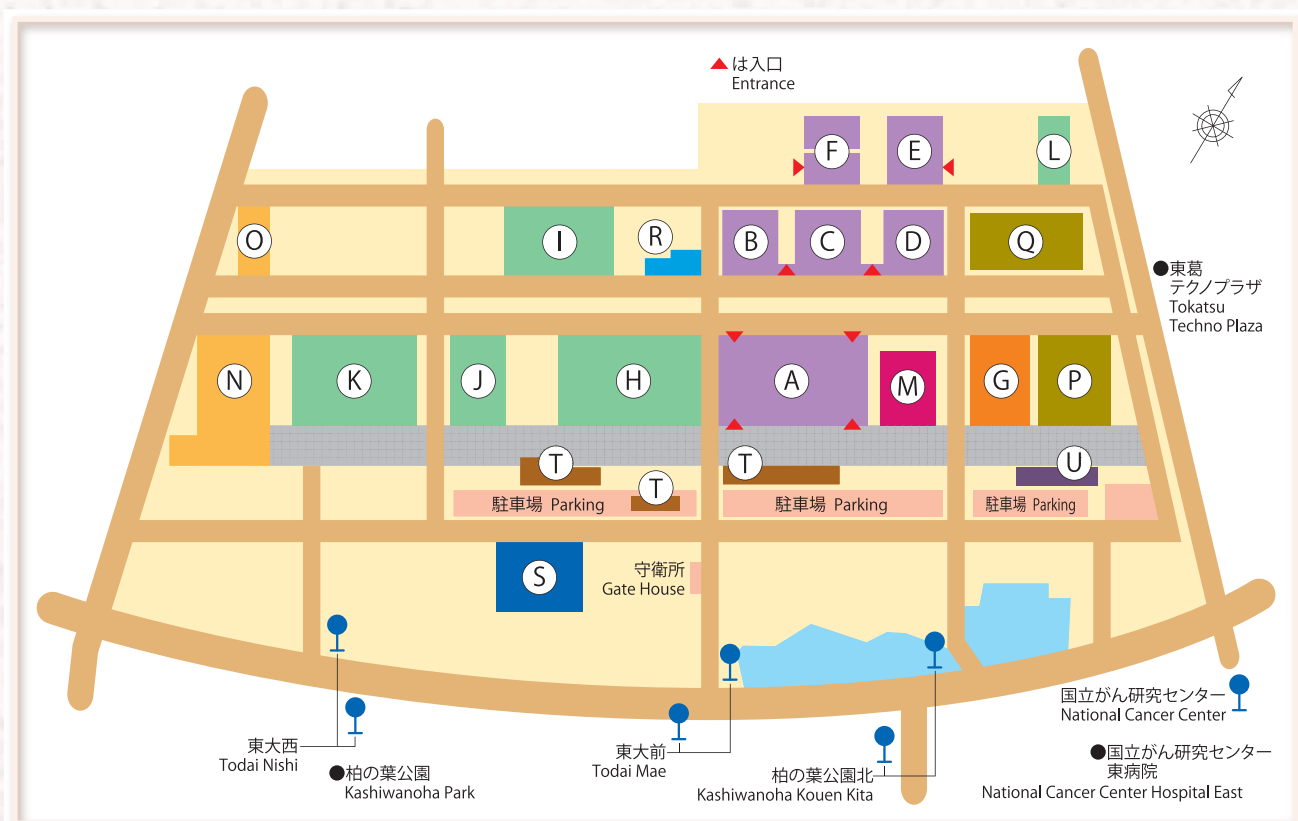 ▲は入口
Entrance
F
E
L
O
I
R
B
C
D
Q
●東葛
テクノプラザ
Tokatsu
Techno Plaza
N
K
J
H
A
M
G
P
T
T
T
U
駐車場 Parking
駐車場 Parking
駐車場 Parking
S
守衛所
Gate House
東大西
Todai Nishi
●柏の葉公園
Kashiwanoha Park
東大前
Todai Mae
柏の葉公園北
Kashiwanoha Kouen Kita
国立がん研究センター
National Cancer Center
●国立がん研究センター
東病院
National Cancer Center Hospital East